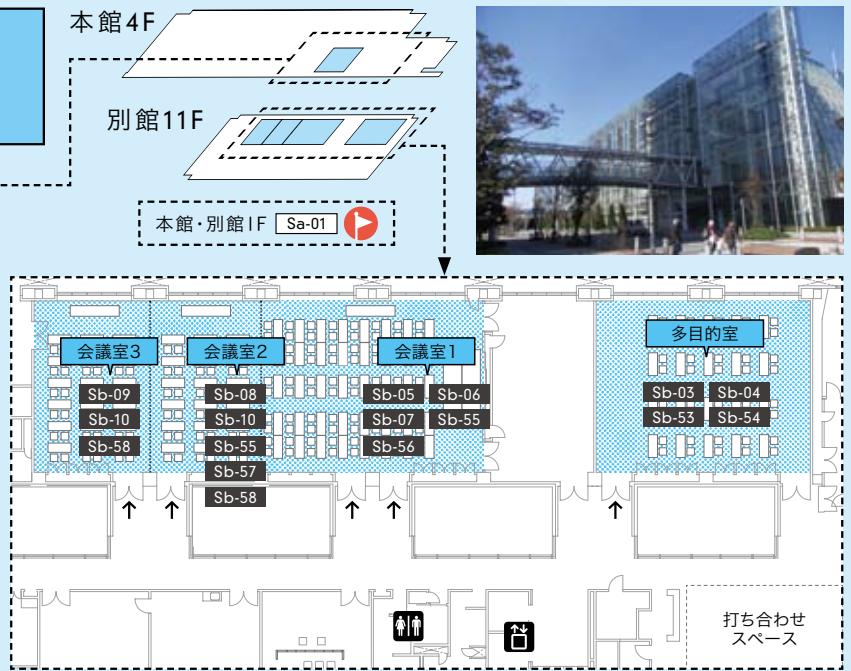 本館4F
別館11F
本館・別館1F Sa-01
会議室3
会議室2
会議室1
多目的室
Sb-09
Sb-10
Sb-58
Sb-08
Sb-10
Sb-55
Sb-57
Sb-58
Sb-05 Sb-06
Sb-07 Sb-55
Sb-56
Sb-03 Sb-04
Sb-53 Sb-54
打ち合わせ
スペース